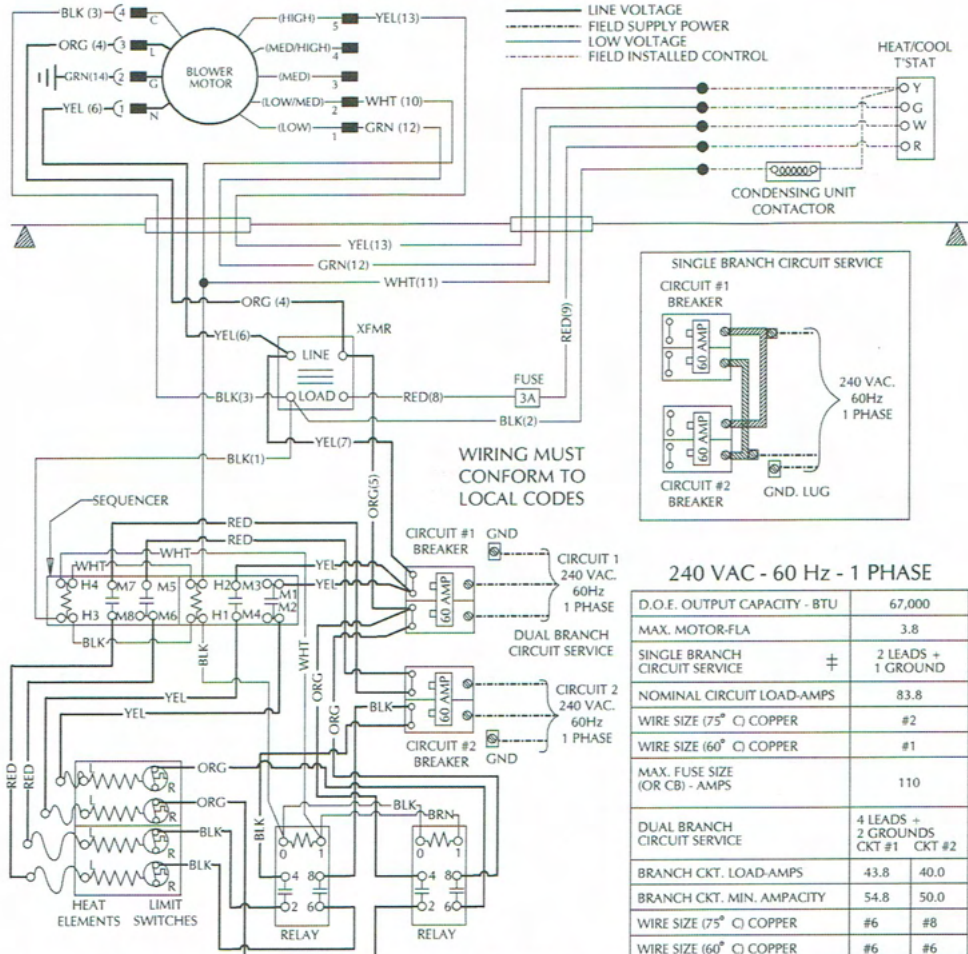 BLK (3) 4 C
ORG (4) 3 L
GRN(14) 2 G
YEL (6) 1 N
BLOWER
MOTOR
(HIGH) 5 YEL(13)
(MED/HIGH) 4
(MED) 3
(LOW/MED) 2 WHT (10)
(LOW) 1 GRN (12)
LINE VOLTAGE
FIELD SUPPLY POWER
LOW VOLTAGE
FIELD INSTALLED CONTROL
HEAT/COOL
T'STAT
Y
G
W
R
CONDENSING UNIT
CONTACTOR
YEL(13)
GRN(12)
WHT(11)
ORG (4)
YEL(6)
XFMR
LINE
LOAD
BLK(3)
RED(8)
FUSE
3A
RED(9)
BLK(2)
YEL(7)
BLK(1)
ORG(5)
WIRING MUST
CONFORM TO
LOCAL CODES
SINGLE BRANCH CIRCUIT SERVICE
CIRCUIT #1
BREAKER
60 AMP
60 AMP
CIRCUIT #2
BREAKER
240 VAC.
60Hz
1 PHASE
GND. LUG
SEQUENCER
RED
RED
WHT
WHT
YEL
YEL
H4 M7 M5 H2 M3 M1
M2
H3 M8 M6 H1 M4
BLK
BLK
WHT
ORG
YEL
YEL
RED
RED
CIRCUIT #1
BREAKER
GND
60 AMP
CIRCUIT 1
240 VAC.
60Hz
1 PHASE
DUAL BRANCH
CIRCUIT SERVICE
60 AMP
BLK
CIRCUIT 2
240 VAC.
60Hz
1 PHASE
CIRCUIT #2
BREAKER
GND
L R
L R
L R
L R
ORG
ORG
BLK
BLK
HEAT
ELEMENTS
LIMIT
SWITCHES
BLK
BLK
BRN
0 1
4 8
2 6
RELAY
0 1
4 8
2 6
RELAY
240 VAC - 60 Hz - 1 PHASE
D.O.E. OUTPUT CAPACITY - BTU 67,000
MAX. MOTOR-FLA 3.8
SINGLE BRANCH
CIRCUIT SERVICE ‡ 2 LEADS +
1 GROUND
NOMINAL CIRCUIT LOAD-AMPS 83.8
WIRE SIZE (75° C) COPPER #2
WIRE SIZE (60° C) COPPER #1
MAX. FUSE SIZE
(OR CB) - AMPS 110
DUAL BRANCH
CIRCUIT SERVICE 4 LEADS +
2 GROUNDS
CKT #1 CKT #2
BRANCH CKT. LOAD-AMPS 43.8 40.0
BRANCH CKT. MIN. AMPACITY 54.8 50.0
WIRE SIZE (75° C) COPPER #6 #8
WIRE SIZE (60° C) COPPER #6 #6